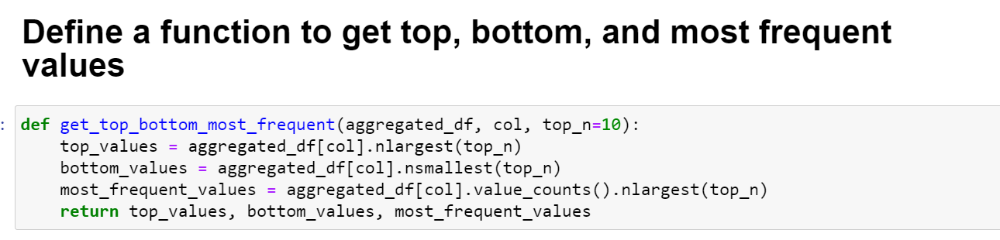 Define a function to get top, bottom, and most frequent
values
: def get_top_bottom_most_frequent(aggregated_df, col, top_n=10):
    top_values = aggregated_df[col].nlargest(top_n)
    bottom_values = aggregated_df[col].nsmallest(top_n)
    most_frequent_values = aggregated_df[col].value_counts().nlargest(top_n)
    return top_values, bottom_values, most_frequent_values